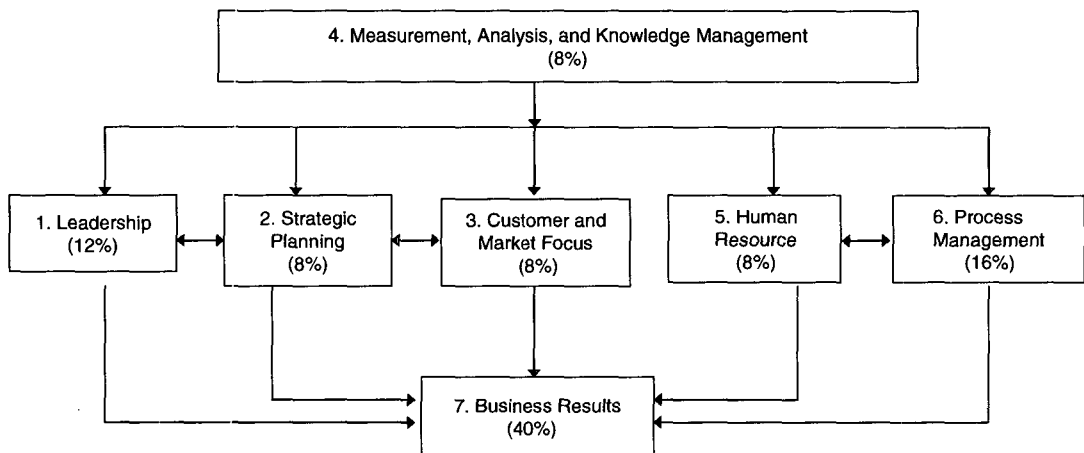 4. Measurement, Analysis, and Knowledge Management
(8%)
1. Leadership
(12%)
2. Strategic
Planning
(8%)
3. Customer and
Market Focus
(8%)
5. Human
Resource
(8%)
6. Process
Management
(16%)
7. Business Results
(40%)